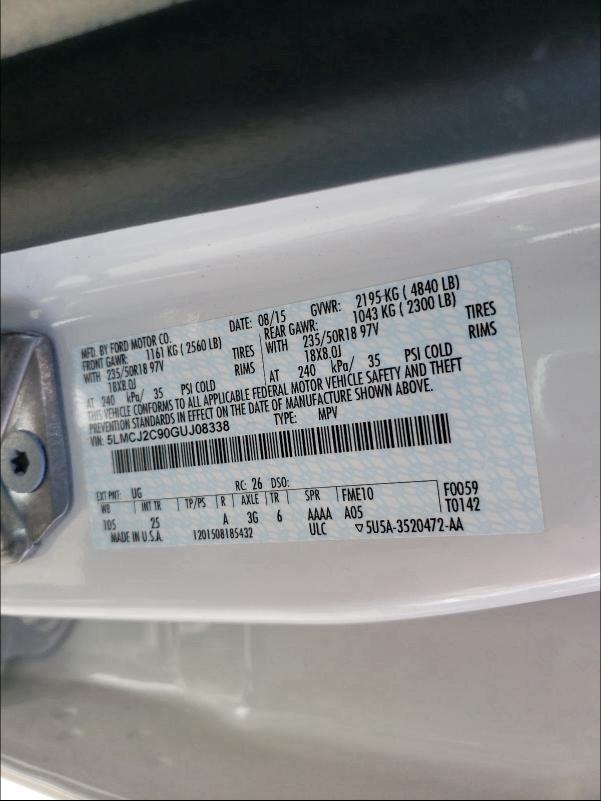 MFD. BY FORD MOTOR CO. DATE: 08/15 GVWR: 2195 KG ( 4840 LB)
FRONT GAWR: 1161 KG ( 2560 LB) REAR GAWR: 1043 KG ( 2300 LB)
WITH 235/50R18 97V TIRES WITH 235/50R18 97V TIRES
18X8.0J RIMS 18X8.0J RIMS
AT 240 kPa/ 35 PSI COLD AT 240 kPa/ 35 PSI COLD
THIS VEHICLE CONFORMS TO ALL APPLICABLE FEDERAL MOTOR VEHICLE SAFETY AND THEFT
PREVENTION STANDARDS IN EFFECT ON THE DATE OF MANUFACTURE SHOWN ABOVE.
VIN: 5LMCJ2C90GUJ08338 TYPE: MPV
EXT PNT: UG RC: 26 DSO: F0059
WB INT TR TP/PS R AXLE TR SPR FME10 T0142
105 25 A 3G 6 AAAA A05
MADE IN U.S.A. 1201508185432 ULC ▽5U5A-3520472-AA